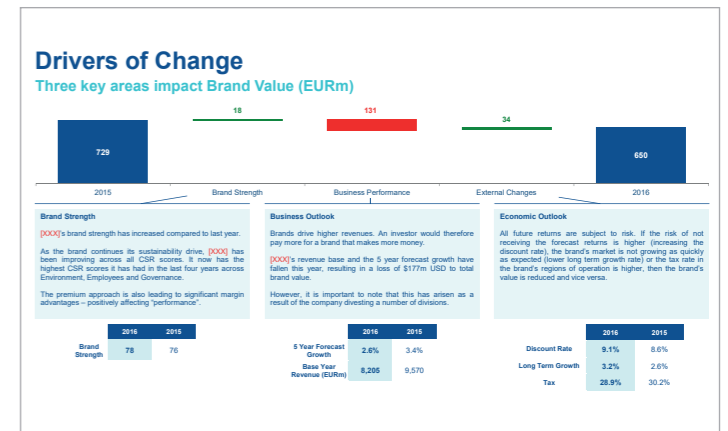 Drivers of Change
Three key areas impact Brand Value (EURm)
18
131
34
729
650
2015
Brand Strength
Business Performance
External Changes
2016
Brand Strength
[XXX]'s brand strength has increased compared to last year.
As the brand continues its sustainability drive, [XXX] has
been improving across all CSR scores. It now has the
highest CSR scores it has had in the last four years across
Environment, Employees and Governance.
The premium approach is also leading to significant margin
advantages – positively affecting "performance".
Business Outlook
Brands drive higher revenues. An investor would therefore
pay more for a brand that makes more money.
[XXX]'s revenue base and the 5 year forecast growth have
fallen this year, resulting in a loss of $177m USD to total
brand value.
However, it is important to note that this has arisen as a
result of the company divesting a number of divisions.
Economic Outlook
All future returns are subject to risk. If the risk of not
receiving the forecast returns is higher (increasing the
discount rate), the brand's market is not growing as quickly
as expected (lower long term growth rate) or the tax rate in
the brand's regions of operation is higher, then the brand's
value is reduced and vice versa.
2016 2015
Brand
Strength 78 76
2016 2015
5 Year Forecast
Growth 2.6% 3.4%
Base Year
Revenue (EURm) 8,205 9,570
2016 2015
Discount Rate 9.1% 8.6%
Long Term Growth 3.2% 2.6%
Tax 28.9% 30.2%